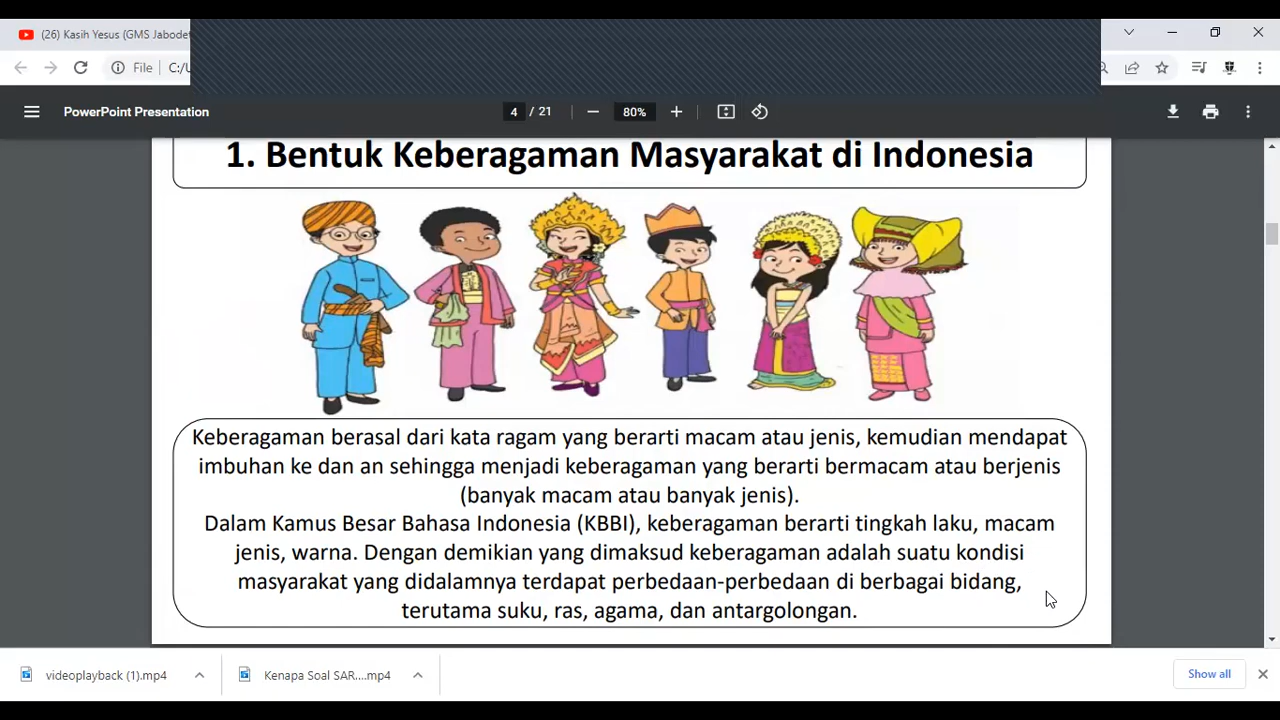 (26) Kasih Yesus (GMS Jabodet
File
C:/U
PowerPoint Presentation
4 / 21
80%
1. Bentuk Keberagaman Masyarakat di Indonesia
Keberagaman berasal dari kata ragam yang berarti macam atau jenis, kemudian mendapat
imbuhan ke dan an sehingga menjadi keberagaman yang berarti bermacam atau berjenis
(banyak macam atau banyak jenis).
Dalam Kamus Besar Bahasa Indonesia (KBBI), keberagaman berarti tingkah laku, macam
jenis, warna. Dengan demikian yang dimaksud keberagaman adalah suatu kondisi
masyarakat yang didalamnya terdapat perbedaan-perbedaan di berbagai bidang,
terutama suku, ras, agama, dan antargolongan.
videoplayback (1).mp4
Kenapa Soal SAR....mp4
Show all